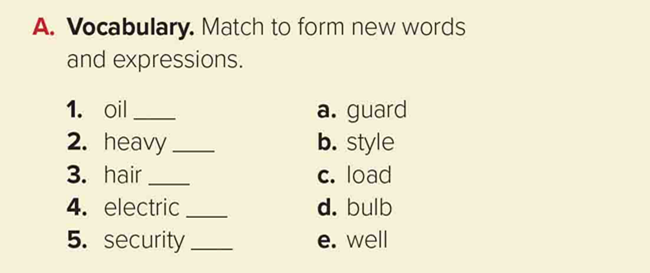 A. Vocabulary. Match to form new words
and expressions.
1. oil ____ a. guard
2. heavy ____ b. style
3. hair ____ c. load
4. electric ____ d. bulb
5. security ____ e. well